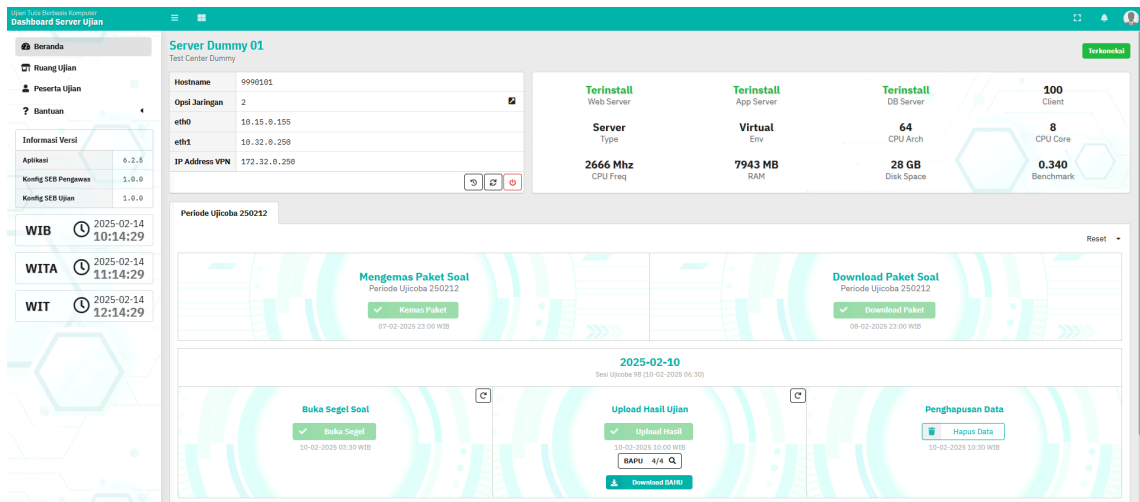 Ujian Tulis Berbasis Komputer
Dashboard Server Ujian
Beranda
Ruang Ujian
Peserta Ujian
Bantuan
Informasi Versi
Aplikasi 6.2.6
Konfig SEB Pengawas 1.0.0
Konfig SEB Ujian 1.0.0
WIB 2025-02-14
10:14:29
WITA 2025-02-14
11:14:29
WIT 2025-02-14
12:14:29
Server Dummy 01
Test Center Dummy
Terkoneksi
Hostname 9990101
Opsi Jaringan 2
eth0 10.15.0.155
eth1 10.32.0.250
IP Address VPN 172.32.0.250
Terinstall Terinstall Terinstall 100
Web Server App Server DB Server Client
Server Virtual 64 8
Type Env CPU Arch CPU Core
2666 Mhz 7943 MB 28 GB 0.340
CPU Freq RAM Disk Space Benchmark
Periode Ujicoba 250212
Reset
Mengemas Paket Soal
Periode Ujicoba 250212
Kemas Paket
07-02-2025 23:00 WIB
Download Paket Soal
Periode Ujicoba 250212
Download Paket
08-02-2025 23:00 WIB
2025-02-10
Sesi Ujicoba 98 (10-02-2025 06:30)
Buka Segel Soal
Buka Segel
10-02-2025 03:30 WIB
Upload Hasil Ujian
Upload Hasil
10-02-2025 10:00 WIB
BAPU 4/4
Download BAHU
Penghapusan Data
Hapus Data
10-02-2025 10:30 WIB